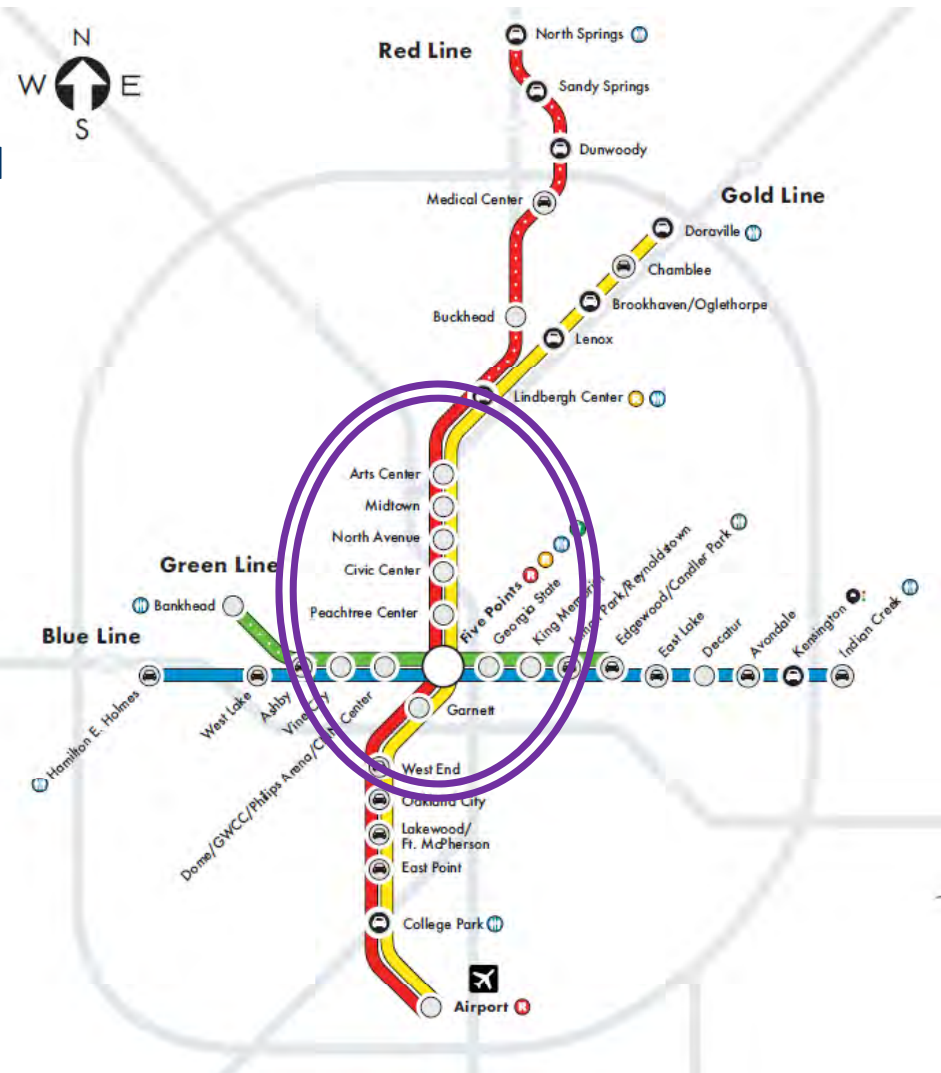 N
W E
S
Red Line
North Springs
Sandy Springs
Dunwoody
Medical Center
Gold Line
Doraville
Chamblee
Brookhaven/Oglethorpe
Buckhead
Lenox
Lindbergh Center
Arts Center
Midtown
North Avenue
Civic Center
Peachtree Center
Green Line
Bankhead
Blue Line
Hamilton E. Holmes
West Lake
Ashby
Vine City
Dome/GWCC/Philips Arena/CNN Center
Five Points
Georgia State
King Memorial
Park/Reynoldstown
Edgewood/Candler Park
East Lake
Decatur
Avondale
Kensington
Indian Creek
Garnett
West End
Oakland City
Lakewood/
Ft. McPherson
East Point
College Park
Airport